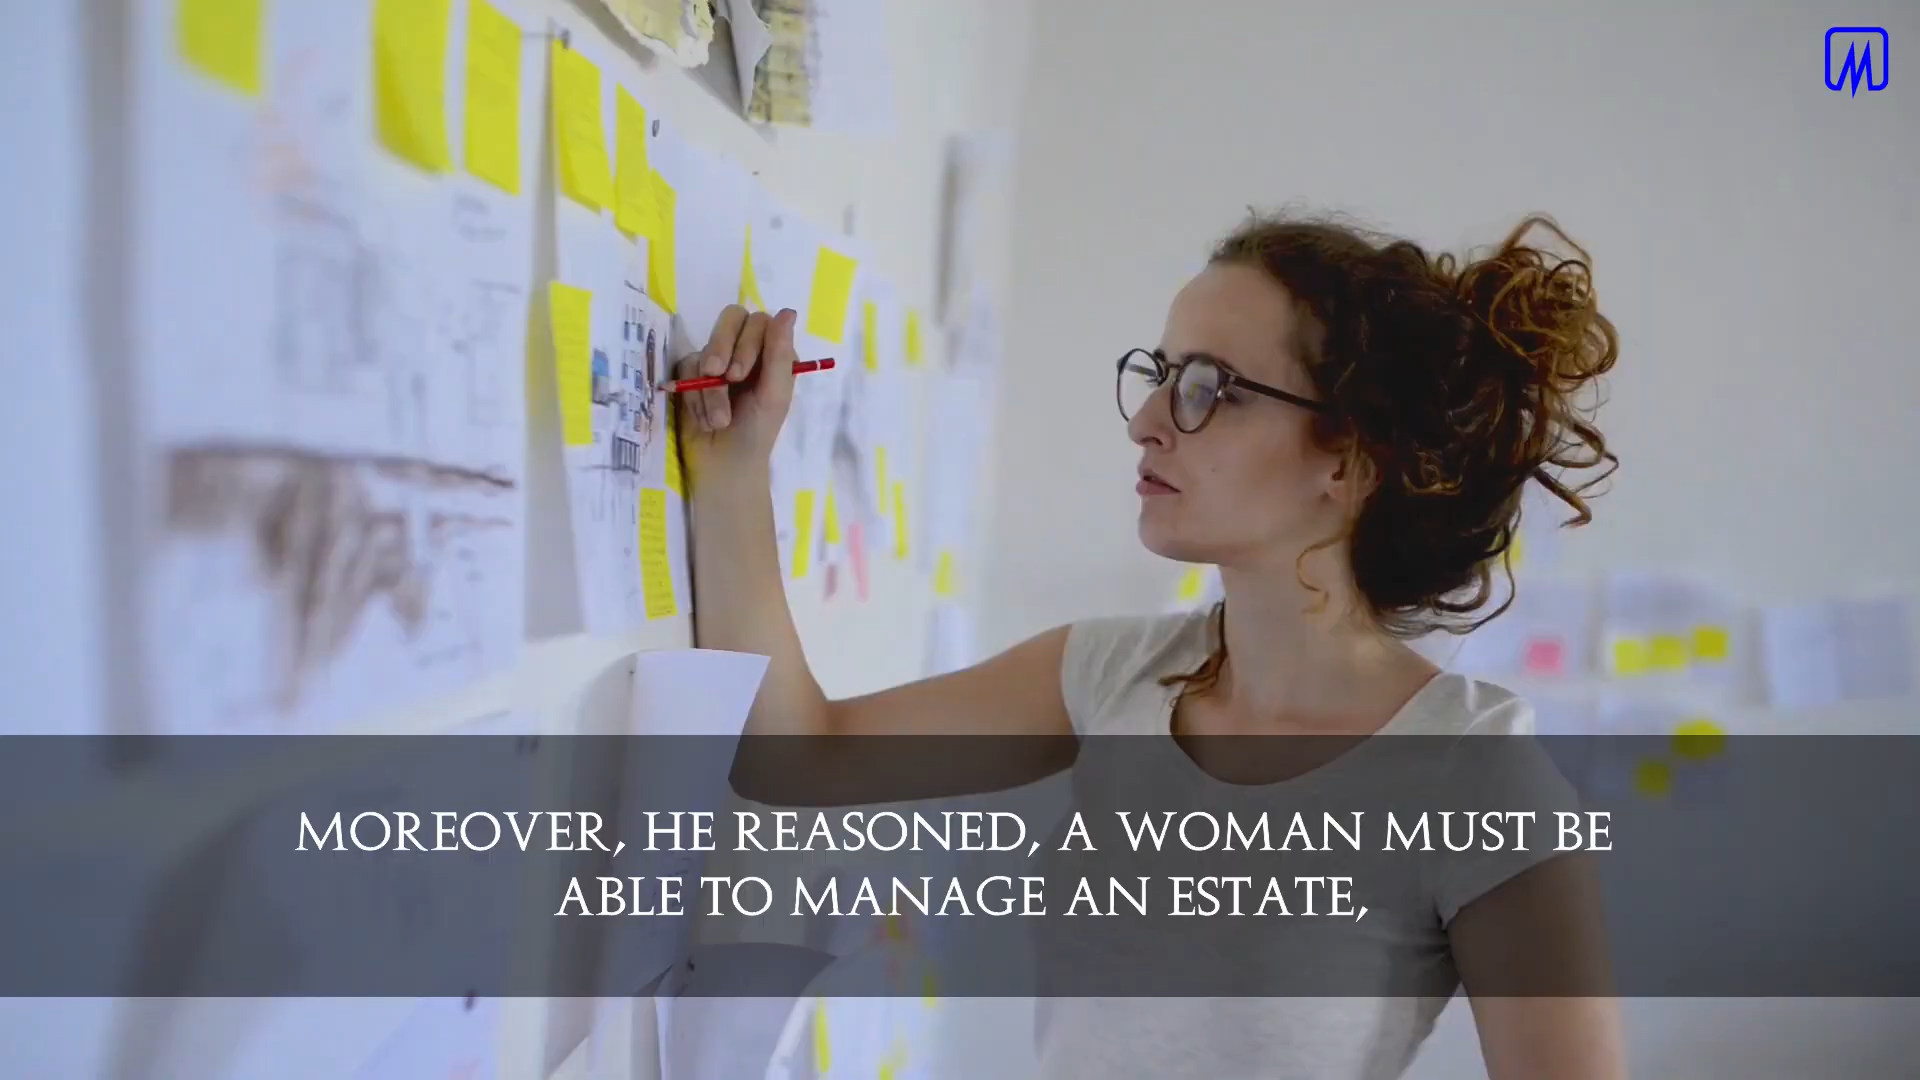 MOREOVER, HE REASONED, A WOMAN MUST BE
ABLE TO MANAGE AN ESTATE,